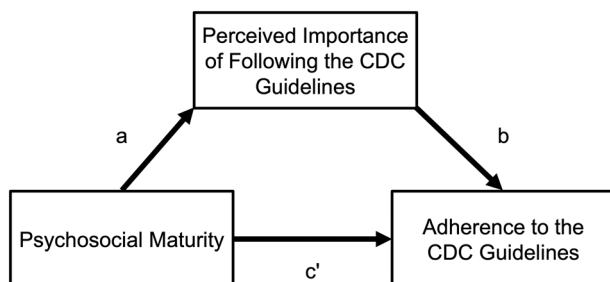 Perceived Importance
of Following the CDC
Guidelines
a
b
Psychosocial Maturity
Adherence to the
CDC Guidelines
c'